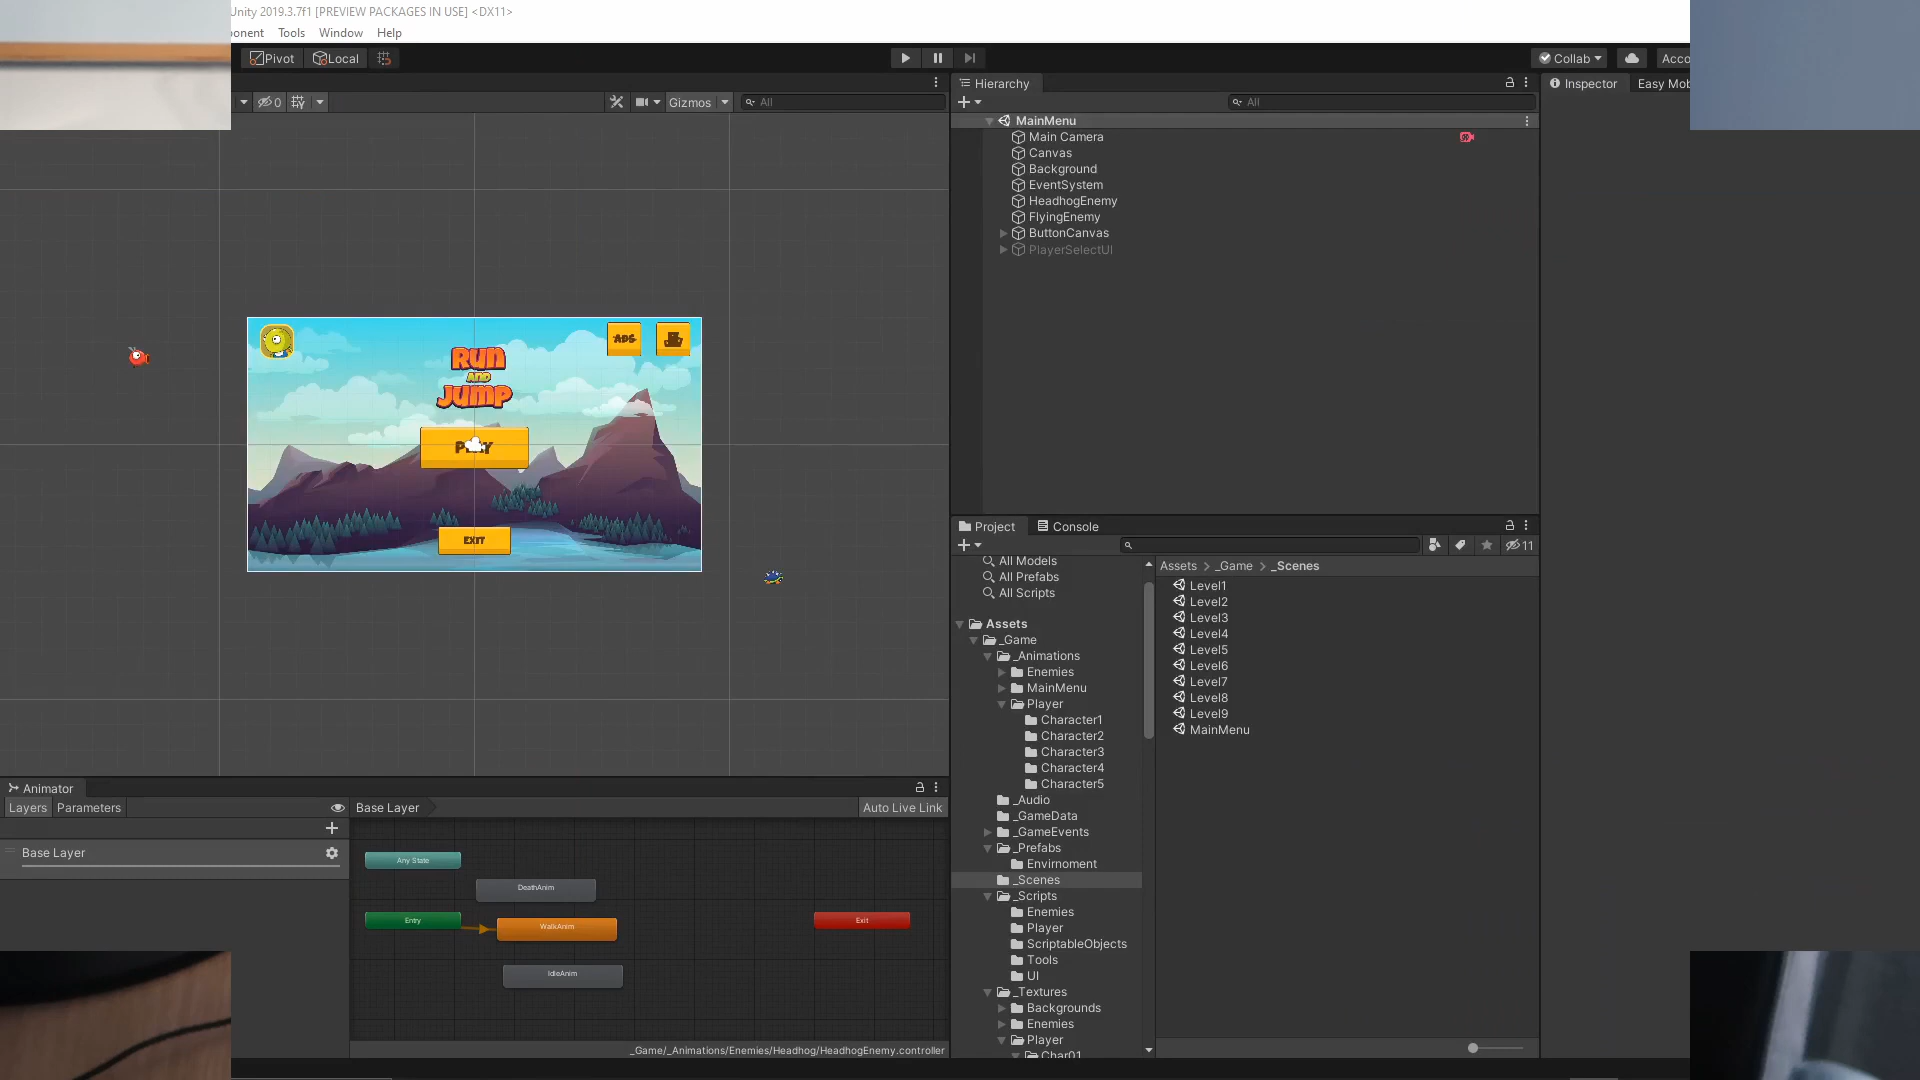 Unity 2019.3.7f1 [PREVIEW PACKAGES IN USE] <DX11>
Tools Window Help
Pivot Local
Collab
Hierarchy
Inspector
0
Gizmos
All
All
MainMenu
Main Camera
Canvas
Background
EventSystem
HeadhogEnemy
FlyingEnemy
ButtonCanvas
PlayerSelectUI
ADS
Run
AND
Jump
EXIT
Project Console
11
All Models
All Prefabs
All Scripts
Assets
_Game
_Animations
Enemies
MainMenu
Player
Character1
Character2
Character3
Character4
Character5
_Audio
_GameData
_GameEvents
_Prefabs
Envirnoment
_Scenes
_Scripts
Enemies
Player
ScriptableObjects
Tools
UI
_Textures
Backgrounds
Enemies
Player
Char01
Assets > _Game > _Scenes
Level1
Level2
Level3
Level4
Level5
Level6
Level7
Level8
Level9
MainMenu
Animator
Layers Parameters
Base Layer
Auto Live Link
Base Layer
Any State
DeathAnim
Entry
WalkAnim
Exit
IdleAnim
_Game/_Animations/Enemies/Headhog/HeadhogEnemy.controller